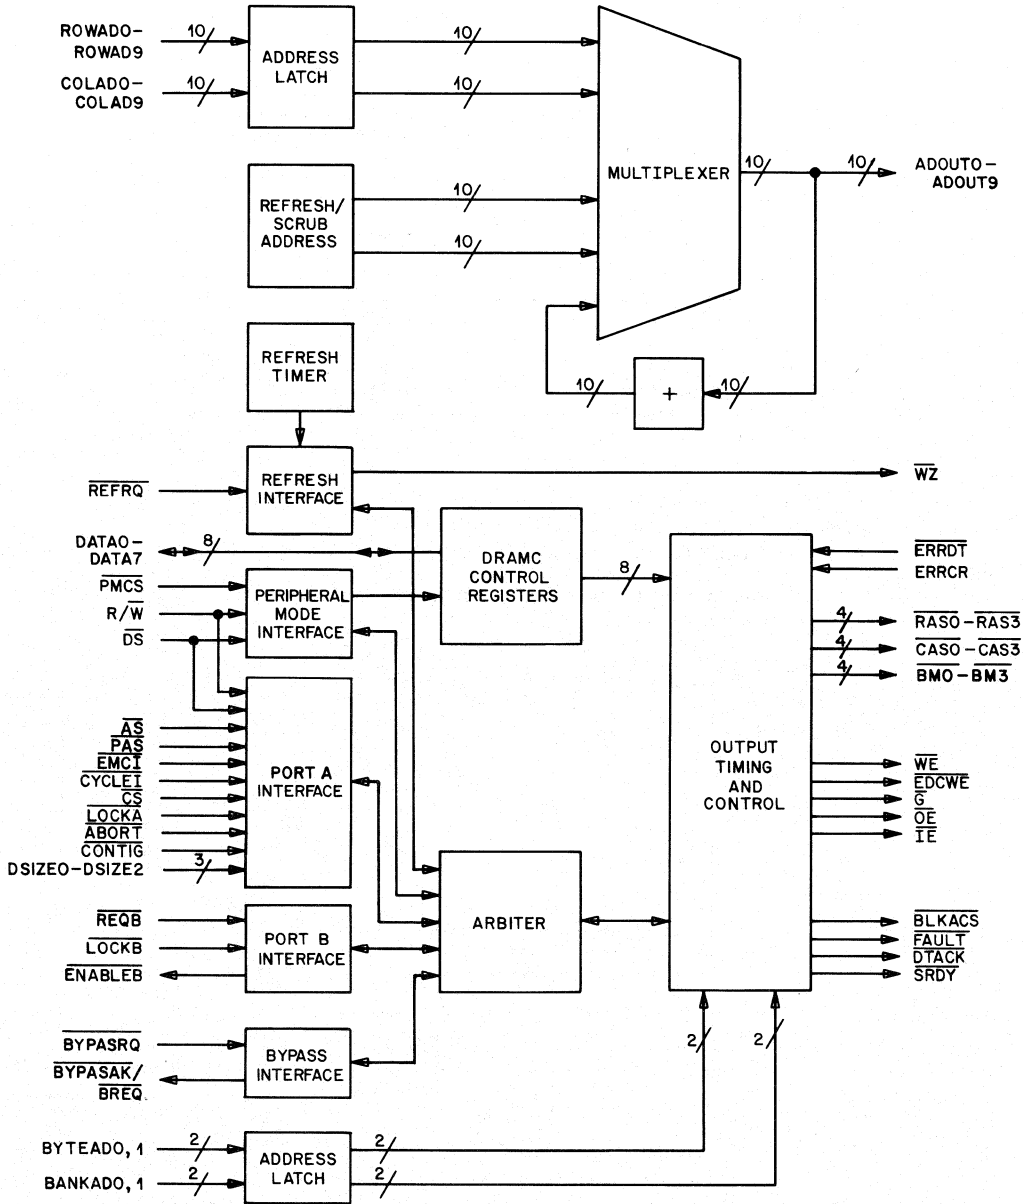 ROWAD0-
ROWAD9
10
10
10
10
ADDRESS
LATCH
COLAD0-
COLAD9
10
10
REFRESH/
SCRUB
ADDRESS
MULTIPLEXER
10
10
ADOUT0-
ADOUT9
10
10
REFRESH
TIMER
+
REFRQ
REFRESH
INTERFACE
WZ
DATA0-
DATA7
8
DRAMC
CONTROL
REGISTERS
8
ERRDT
ERRCR
PMCS
R/W
DS
PERIPHERAL
MODE
INTERFACE
4
RAS0-RAS3
4
CAS0-CAS3
4
BM0-BM3
AS
PAS
EMCI
CYCLEI
CS
LOCKA
ABORT
CONTIG
DSIZE0-DSIZE2
3
PORT A
INTERFACE
OUTPUT
TIMING
AND
CONTROL
WE
EDCWE
G
OE
IE
REQB
LOCKB
ENABLEB
PORT B
INTERFACE
ARBITER
BLKACS
FAULT
DTACK
SRDY
BYPASRQ
BYPASAK/
BREQ
BYPASS
INTERFACE
2
2
BYTEAD0,1
2
ADDRESS
LATCH
2
BANKAD0,1
2
2